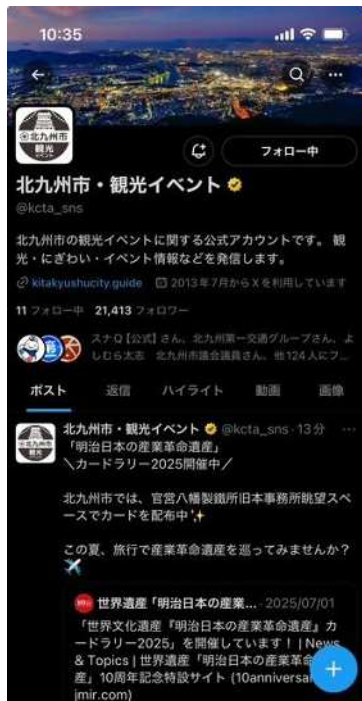 10:35
北九州市
観光
イベント
フォロー中
北九州市・観光イベント
@kcta_sns
北九州市の観光イベントに関する公式アカウントです。 観
光・にぎわい・イベント情報などを発信します。
kitakyushucity.guide 2013年7月からXを利用しています
11 フォロー中 21,413 フォロワー
スナQ【公式】さん、北九州第一交通グループさん、よ
しむら太志 北九州市議会議員さん、他124人にフ...
ポスト 返信 ハイライト 動画 画像
北九州市・観光イベント @kcta_sns・13分
「明治日本の産業革命遺産」
＼カードラリー2025開催中／
北九州市では、官営八幡製鐵所旧本事務所眺望スペ
ースでカードを配布中✨
この夏、旅行で産業革命遺産を巡ってみませんか？
✈️
世界遺産「明治日本の産業... · 2025/07/01
「世界文化遺産『明治日本の産業革命遺産』カ
ードラリー2025」を開催しています！ | News
& Topics | 世界遺産「明治日本の産業革命
産」10周年記念特設サイト (10anniversa
jmir.com)